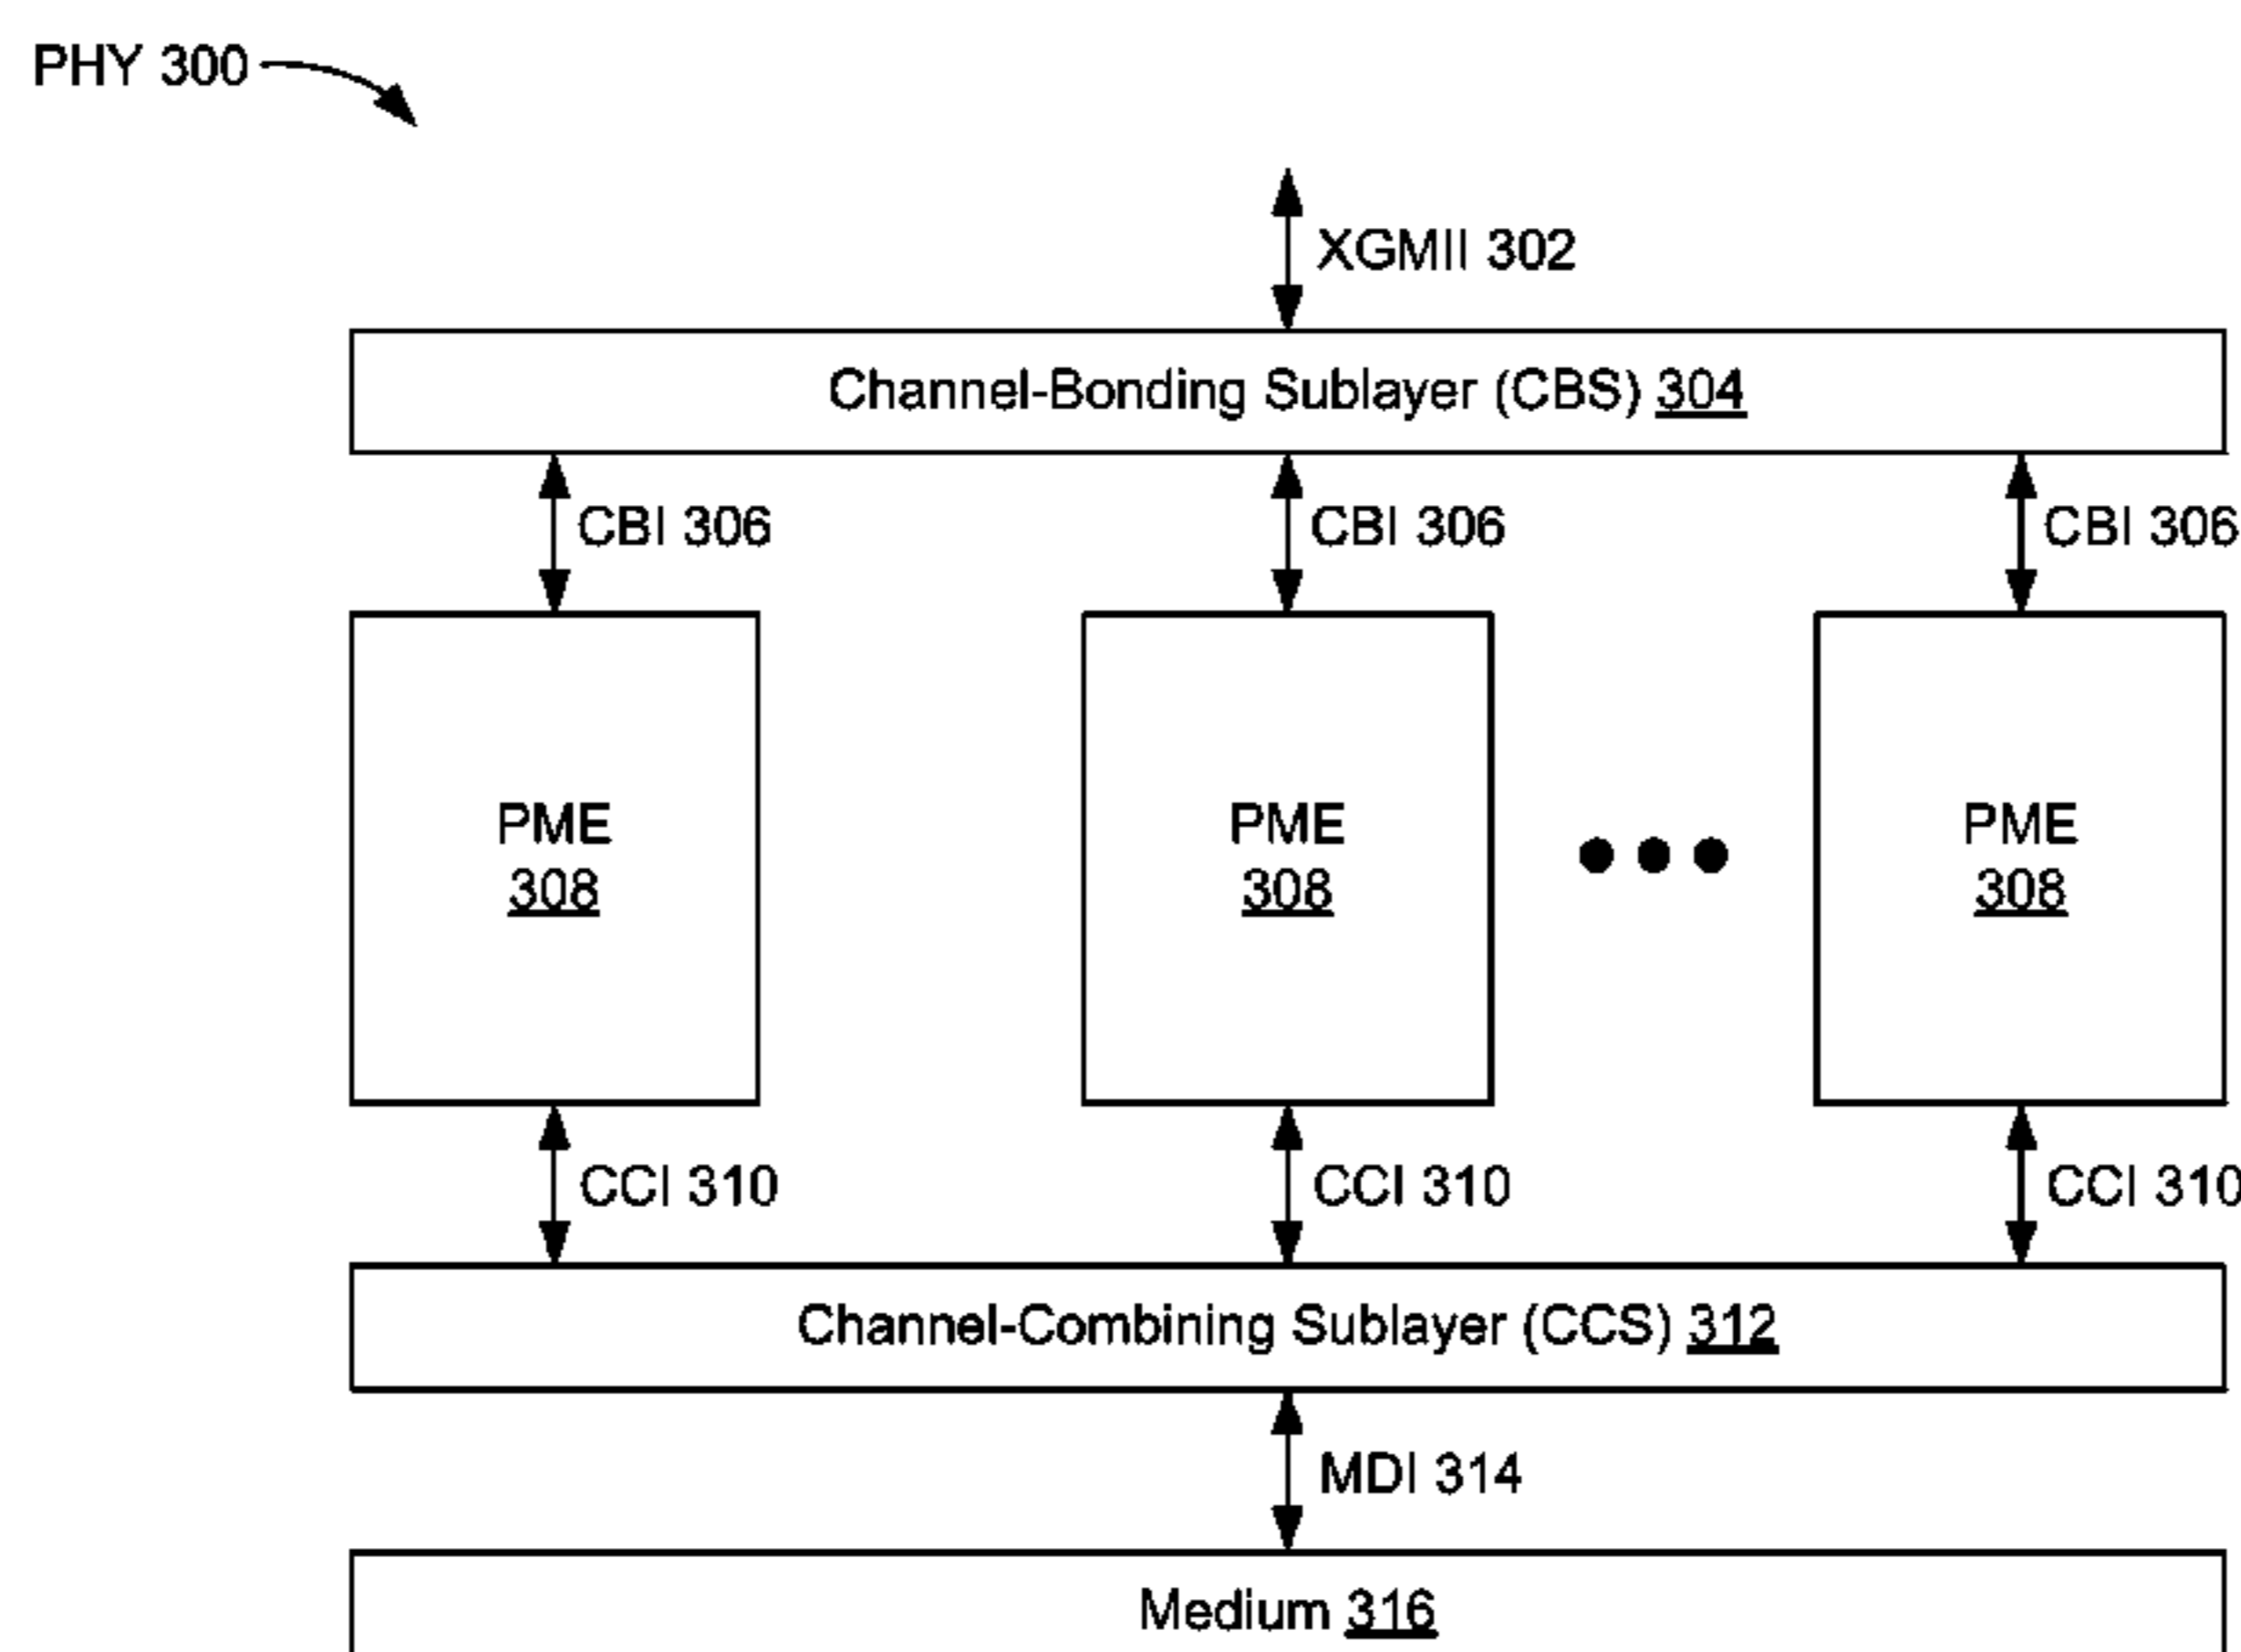 PHY 300
XGMII 302
Channel-Bonding Sublayer (CBS) 304
CBI 306
CBI 306
CBI 306
PME
308
PME
308
PME
308
CCI 310
CCI 310
CCI 310
Channel-Combining Sublayer (CCS) 312
MDI 314
Medium 316